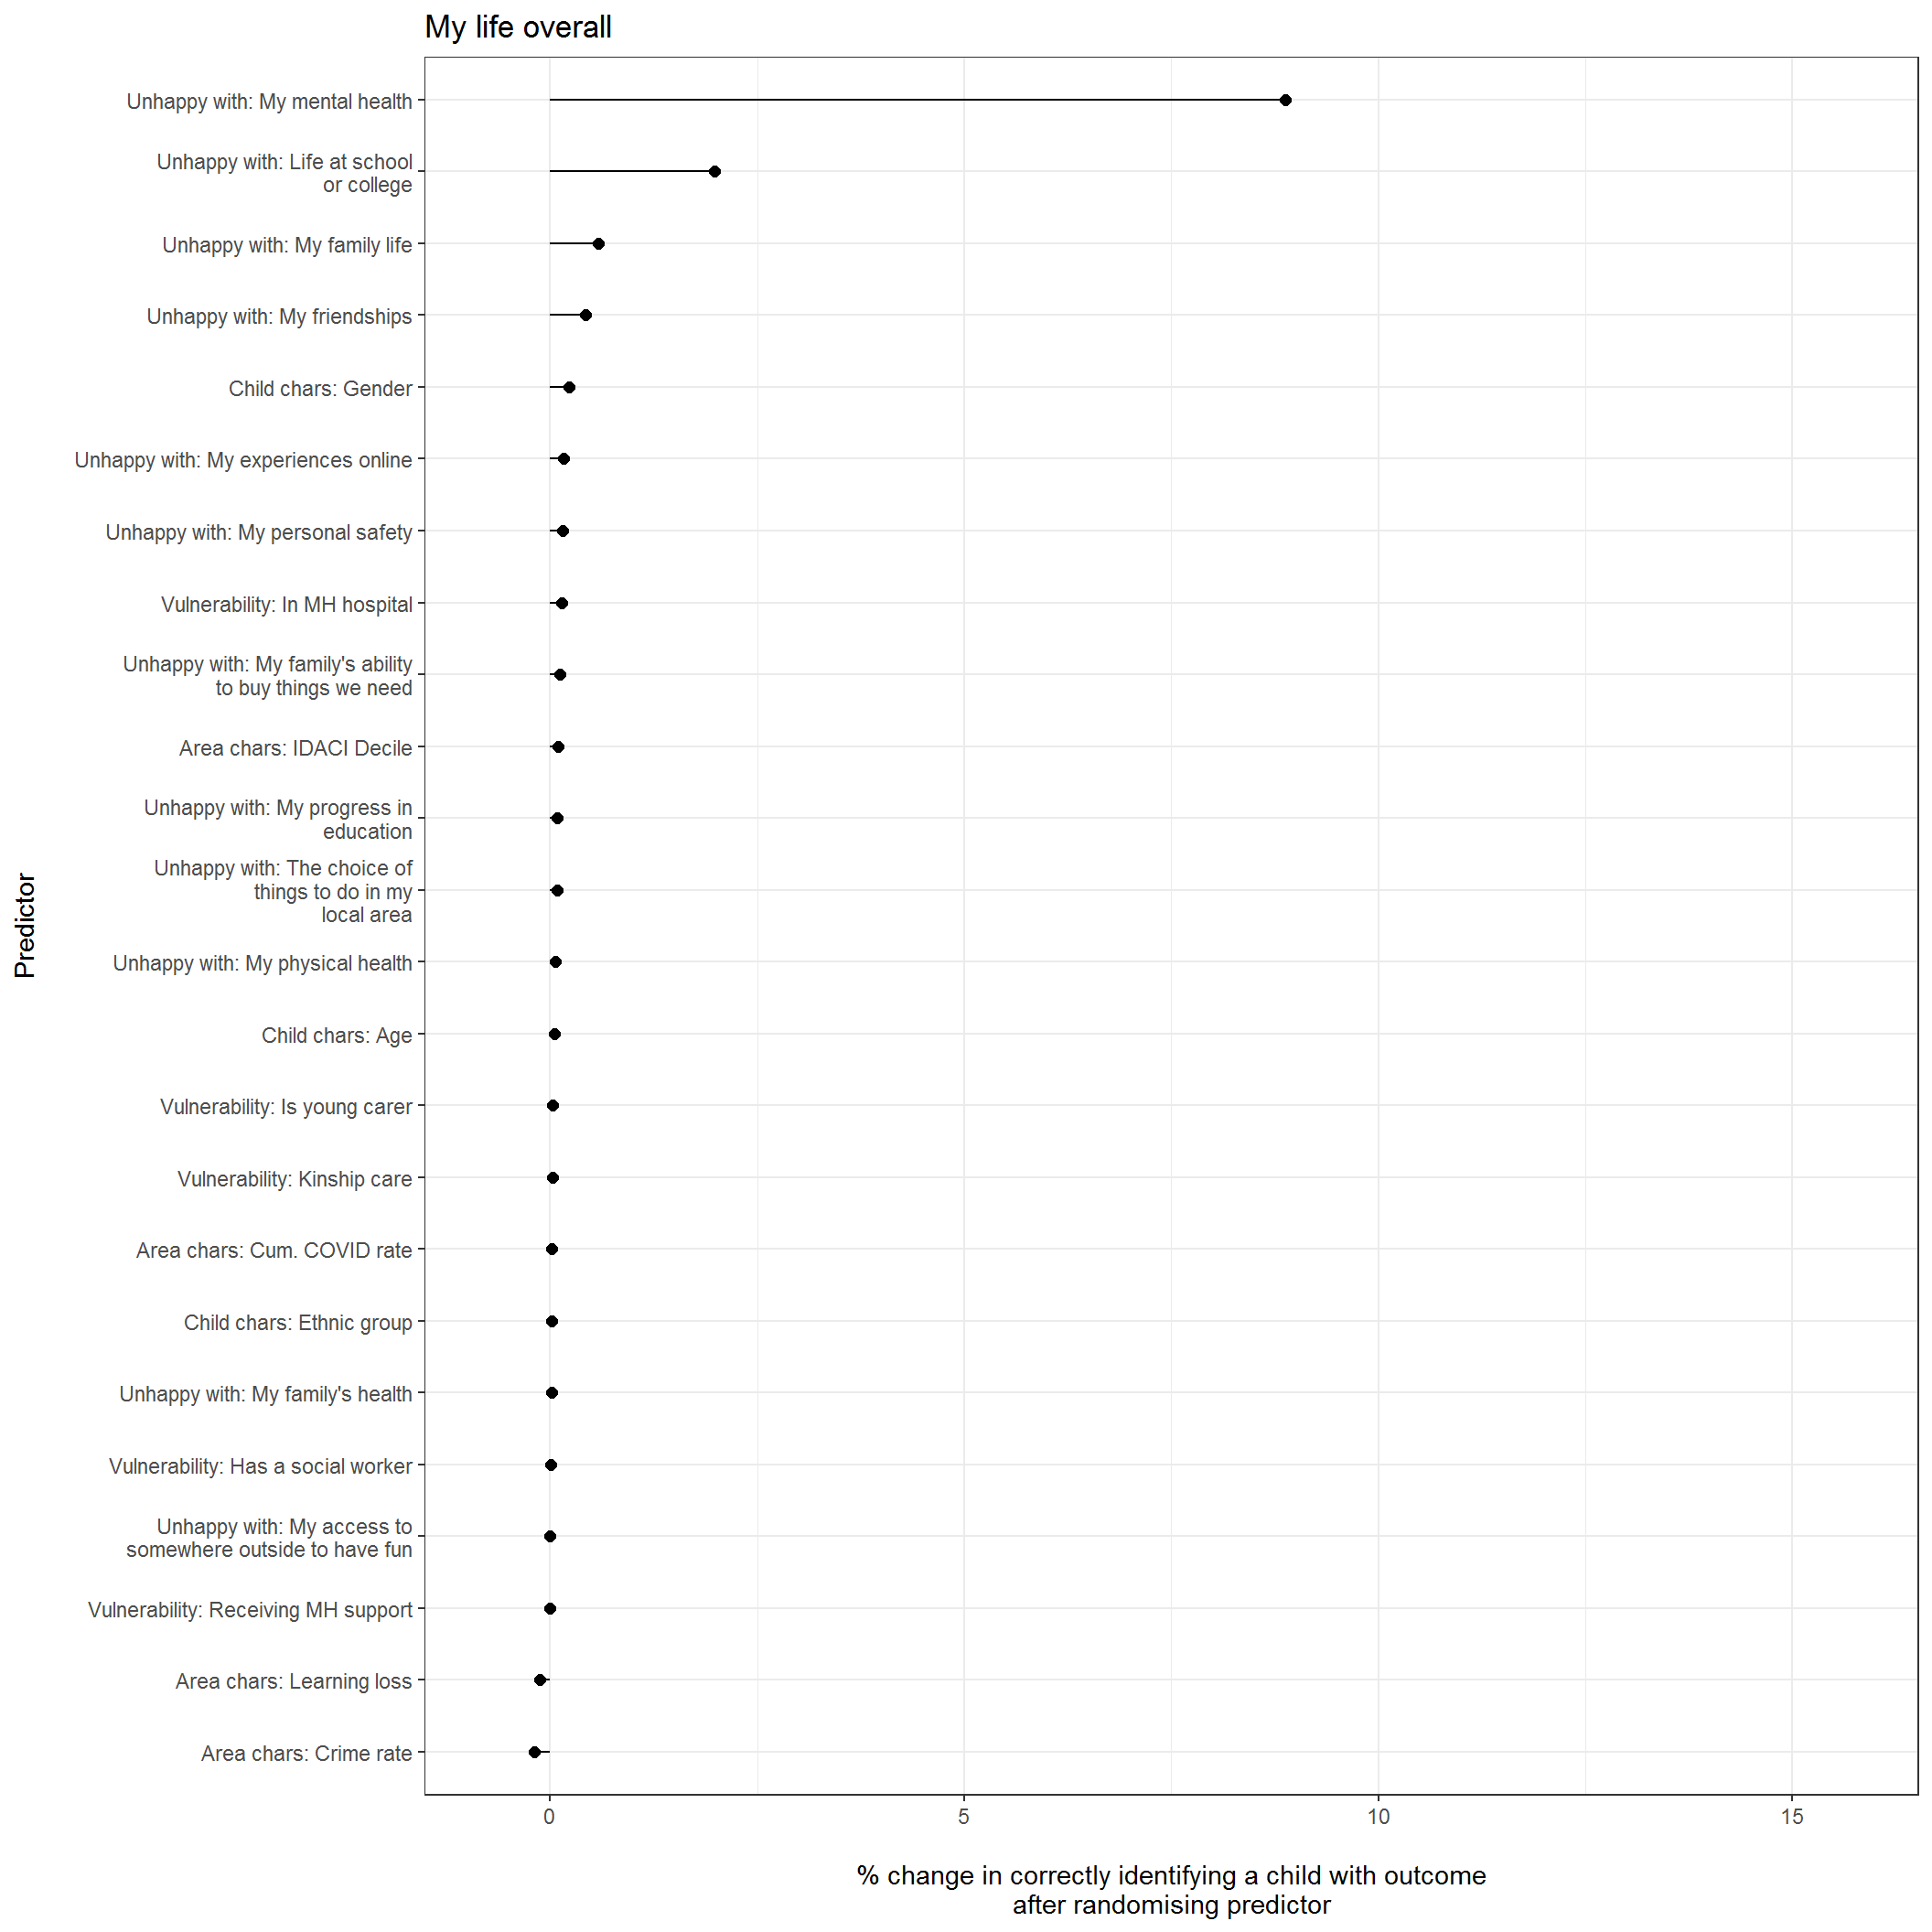 My life overall
Unhappy with: My mental health
Unhappy with: Life at school
or college
Unhappy with: My family life
Unhappy with: My friendships
Child chars: Gender
Unhappy with: My experiences online
Unhappy with: My personal safety
Vulnerability: In MH hospital
Unhappy with: My family's ability
to buy things we need
Area chars: IDACI Decile
Unhappy with: My progress in
education
Unhappy with: The choice of
things to do in my
local area
Unhappy with: My physical health
Child chars: Age
Vulnerability: Is young carer
Vulnerability: Kinship care
Area chars: Cum. COVID rate
Child chars: Ethnic group
Unhappy with: My family's health
Vulnerability: Has a social worker
Unhappy with: My access to
somewhere outside to have fun
Vulnerability: Receiving MH support
Area chars: Learning loss
Area chars: Crime rate
Predictor
0 5 10 15
% change in correctly identifying a child with outcome
after randomising predictor